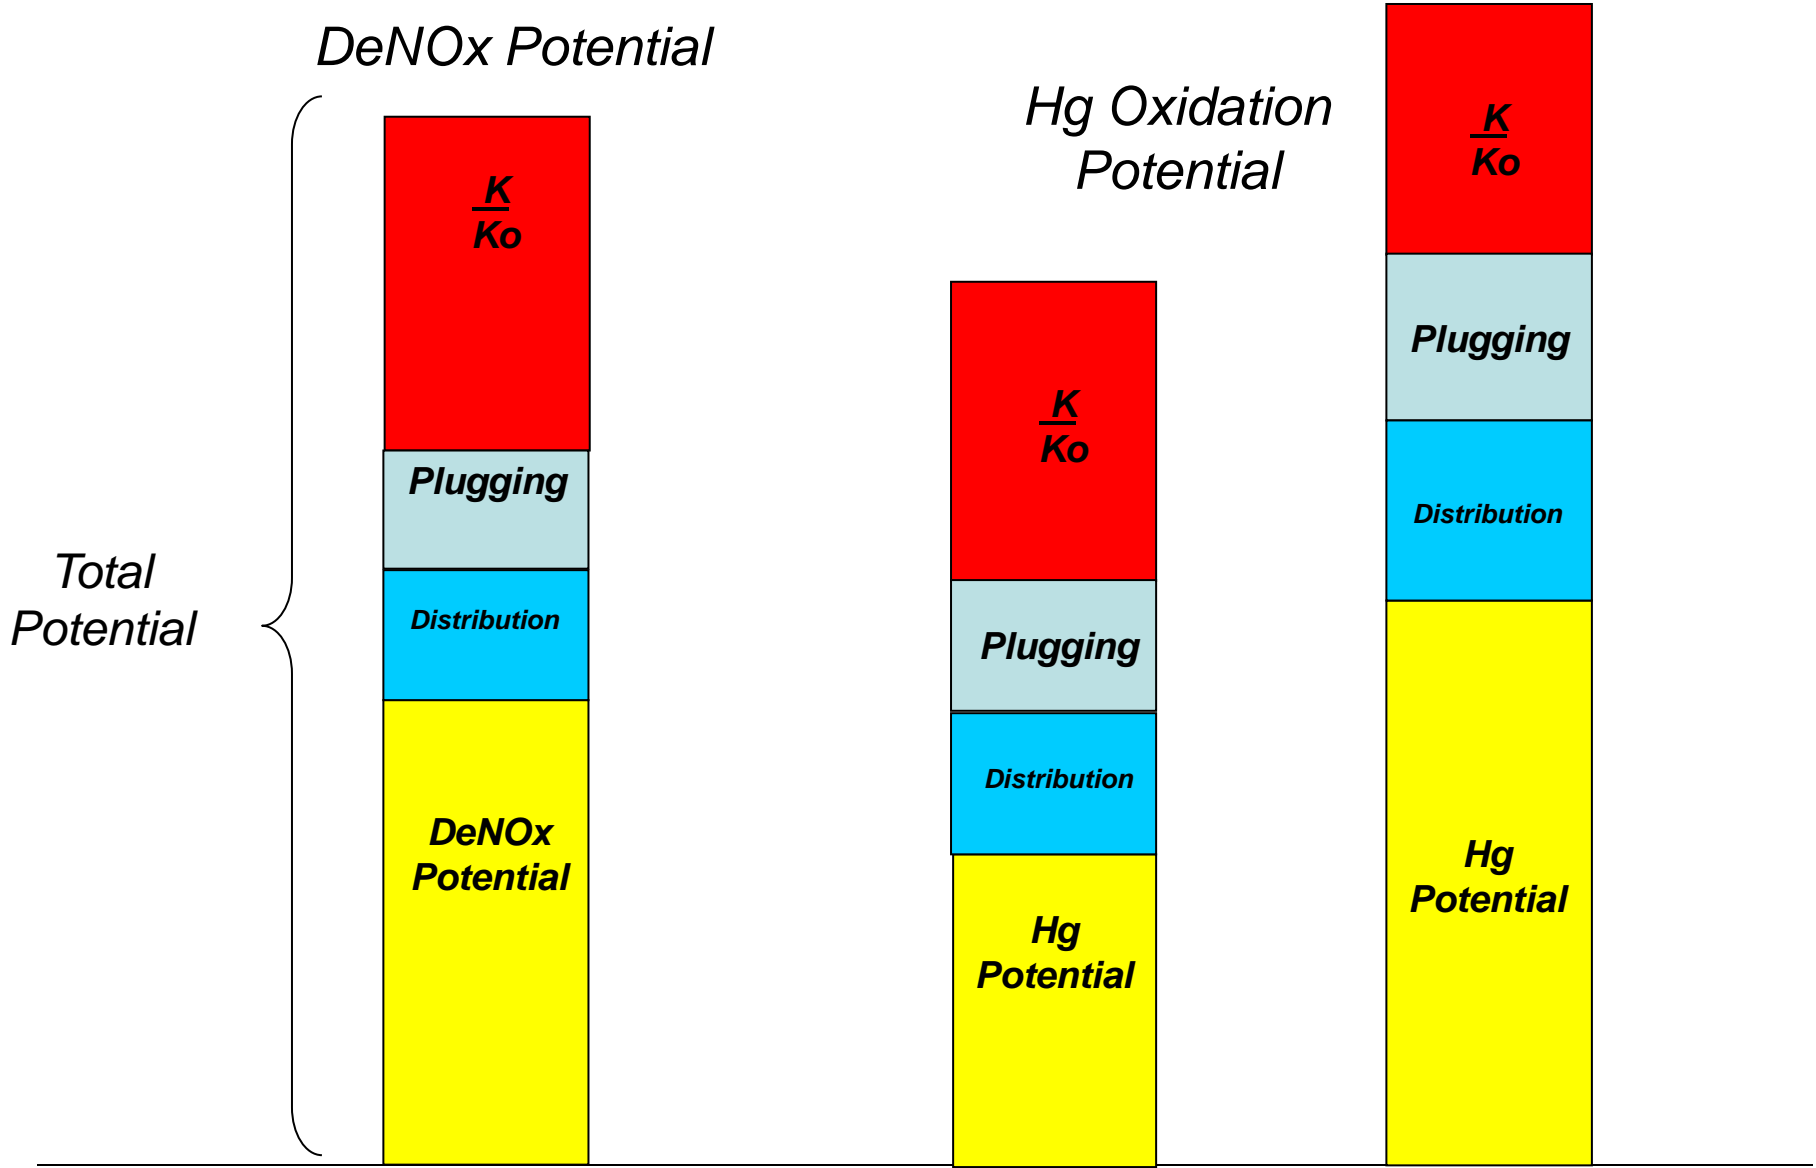 DeNOx Potential
Total
Potential
K
Ko
Plugging
Distribution
DeNOx
Potential
Hg Oxidation
Potential
K
Ko
Plugging
Distribution
Hg
Potential
K
Ko
Plugging
Distribution
Hg
Potential